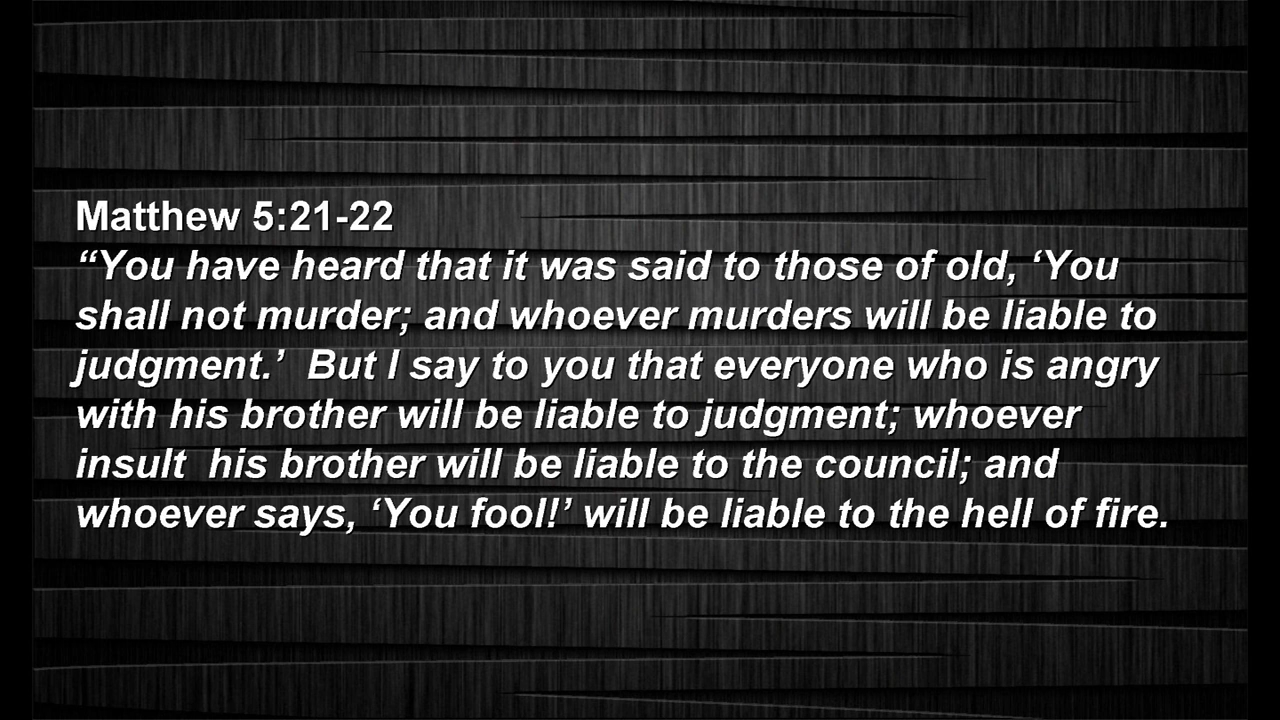 Matthew 5:21-22
“You have heard that it was said to those of old, ‘You
shall not murder; and whoever murders will be liable to
judgment.’  But I say to you that everyone who is angry
with his brother will be liable to judgment; whoever
insult  his brother will be liable to the council; and
whoever says, ‘You fool!’ will be liable to the hell of fire.